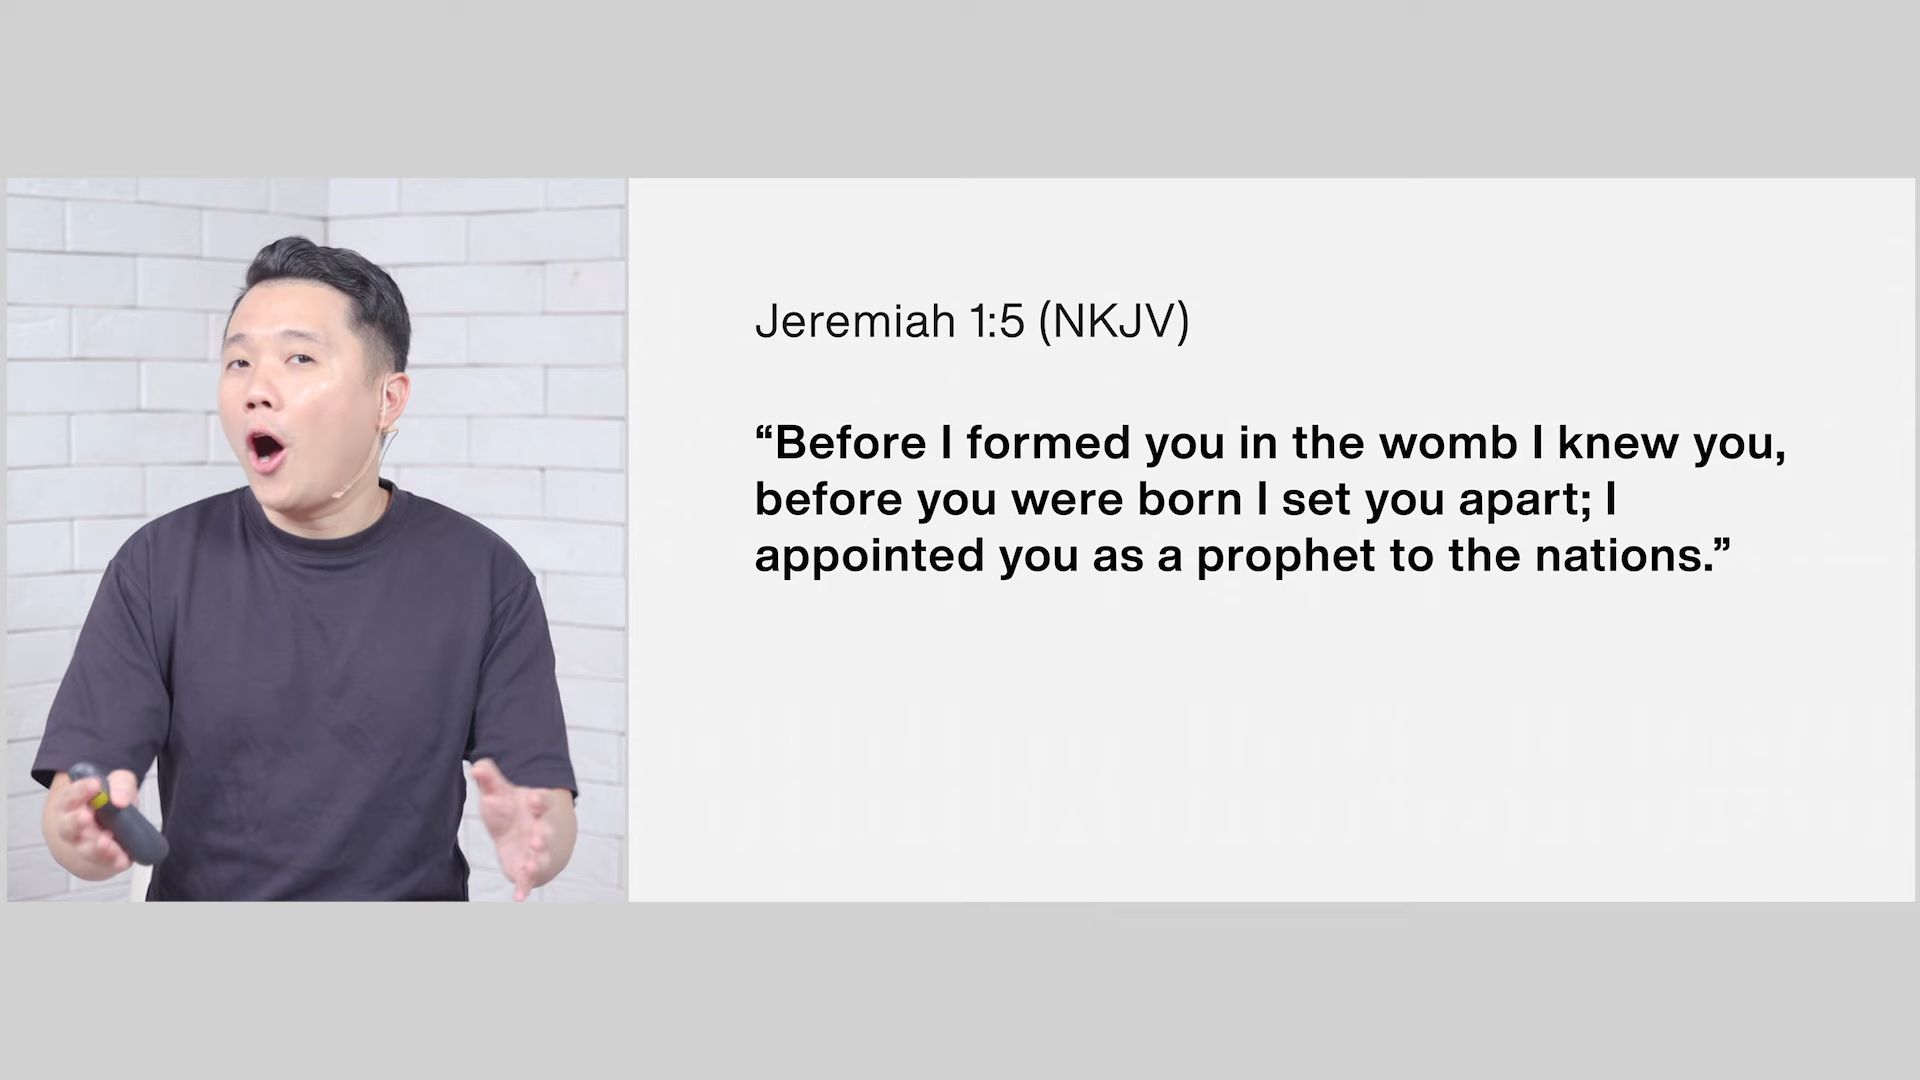 Jeremiah 1:5 (NKJV)
“Before I formed you in the womb I knew you,
before you were born I set you apart; I
appointed you as a prophet to the nations.”